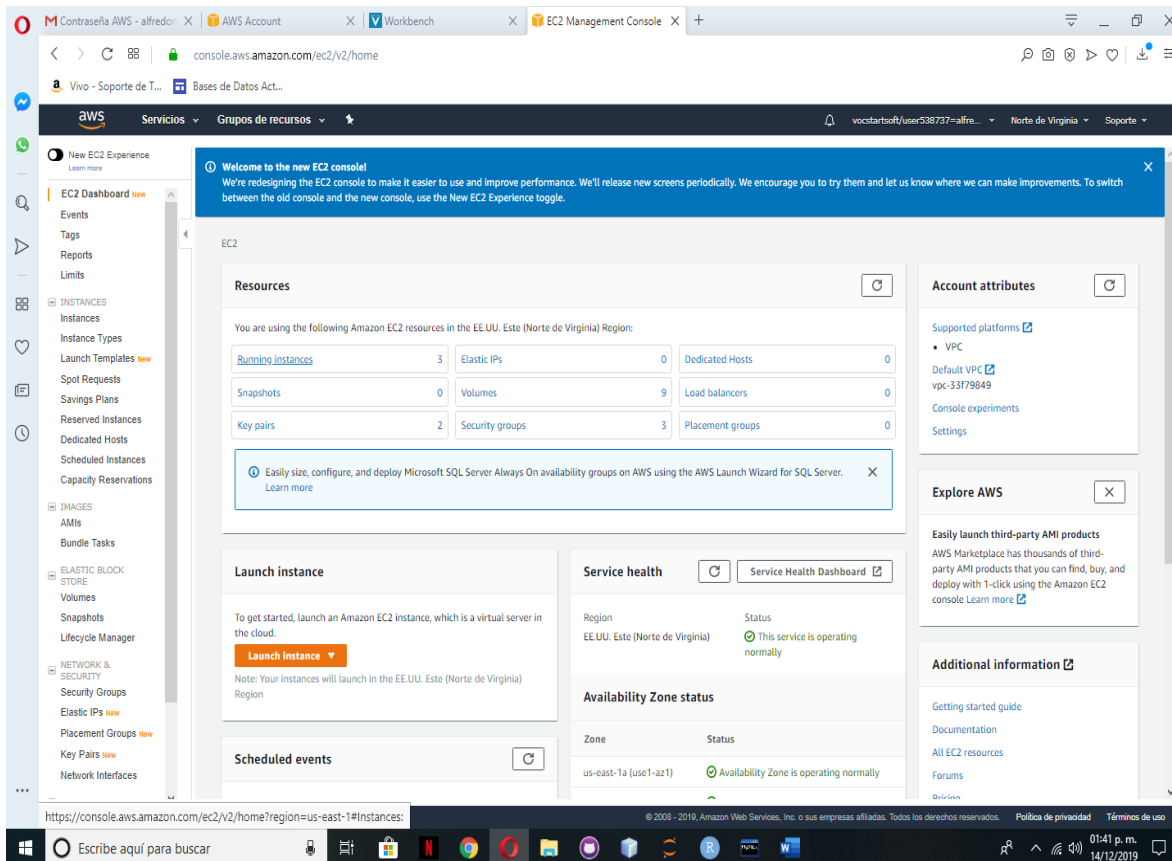 Contraseña AWS - alfredon
AWS Account
Workbench
EC2 Management Console
console.aws.amazon.com/ec2/v2/home
Vivo - Soporte de T...
Bases de Datos Act...
aws
Servicios
Grupos de recursos
vocstartsoft/user538737=alfre...
Norte de Virginia
Soporte
New EC2 Experience
Learn more
EC2 Dashboard New
Events
Tags
Reports
Limits
INSTANCES
Instances
Instance Types
Launch Templates New
Spot Requests
Savings Plans
Reserved Instances
Dedicated Hosts
Scheduled Instances
Capacity Reservations
IMAGES
AMIs
Bundle Tasks
ELASTIC BLOCK
STORE
Volumes
Snapshots
Lifecycle Manager
NETWORK &
SECURITY
Security Groups
Elastic IPs New
Placement Groups New
Key Pairs New
Network Interfaces
Welcome to the new EC2 console!
We're redesigning the EC2 console to make it easier to use and improve performance. We'll release new screens periodically. We encourage you to try them and let us know where we can make improvements. To switch
between the old console and the new console, use the New EC2 Experience toggle.
EC2
Resources
You are using the following Amazon EC2 resources in the EE.UU. Este (Norte de Virginia) Region:
Running instances 3
Elastic IPs 0
Dedicated Hosts 0
Snapshots 0
Volumes 9
Load balancers 0
Key pairs 2
Security groups 3
Placement groups 0
Easily size, configure, and deploy Microsoft SQL Server Always On availability groups on AWS using the AWS Launch Wizard for SQL Server.
Learn more
Launch instance
To get started, launch an Amazon EC2 instance, which is a virtual server in
the cloud.
Launch instance
Note: Your instances will launch in the EE.UU. Este (Norte de Virginia)
Region
Scheduled events
Service health
Service Health Dashboard
Region
Status
EE.UU. Este (Norte de Virginia)
This service is operating
normally
Availability Zone status
Zone
Status
us-east-1a (use1-az1)
Availability Zone is operating normally
Account attributes
Supported platforms
VPC
Default VPC
vpc-33f79849
Console experiments
Settings
Explore AWS
Easily launch third-party AMI products
AWS Marketplace has thousands of third-
party AMI products that you can find, buy, and
deploy with 1-click using the Amazon EC2
console Learn more
Additional information
Getting started guide
Documentation
All EC2 resources
Forums
Pricing
https://console.aws.amazon.com/ec2/v2/home?region=us-east-1#Instances:
© 2008 - 2019, Amazon Web Services, Inc. o sus empresas afiliadas. Todos los derechos reservados.
Política de privacidad
Términos de uso
Escribe aquí para buscar
01:41 p. m.
14/12/2019